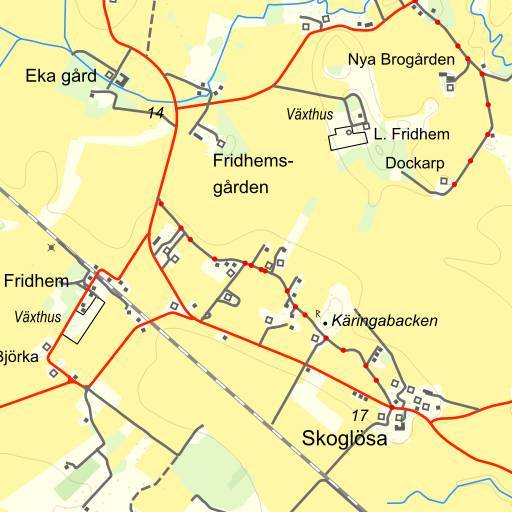 Nya Brogården
Eka gård
14
Växthus
L. Fridhem
Dockarp
Fridhems-
gården
Fridhem
Växthus
R
Käringabacken
Björka
17
Skoglösa